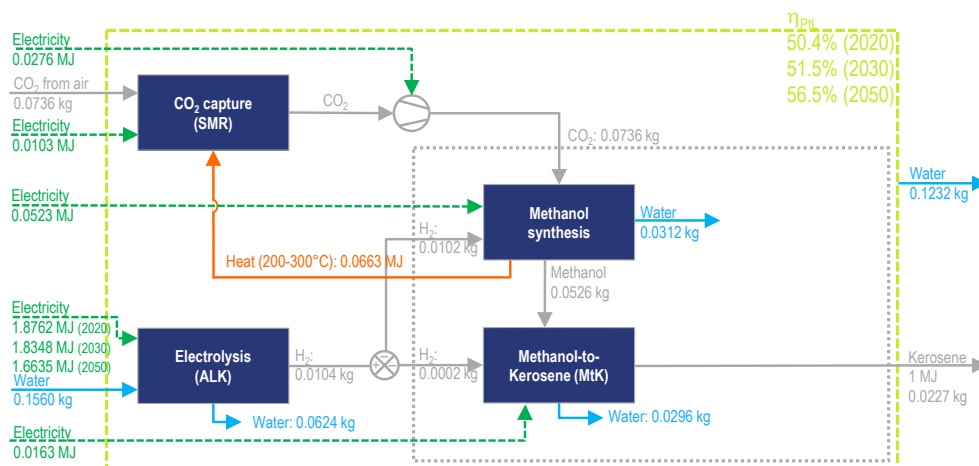 Electricity
0.0276 MJ
CO₂ from air
0.0736 kg
Electricity
0.0103 MJ
CO₂ capture
(SMR)
CO₂
CO₂: 0.0736 kg
η_PtL
50.4% (2020)
51.5% (2030)
56.5% (2050)
Water
0.1232 kg
Electricity
0.0523 MJ
Methanol
synthesis
Water
0.0312 kg
H₂:
0.0102 kg
Heat (200-300°C): 0.0663 MJ
Methanol
0.0526 kg
Electricity
1.8762 MJ (2020)
1.8348 MJ (2030)
1.6635 MJ (2050)
Water
0.1560 kg
Electrolysis
(ALK)
H₂:
0.0104 kg
H₂:
0.0002 kg
Methanol-to-
Kerosene (MtK)
Kerosene
1 MJ
0.0227 kg
Water: 0.0624 kg
Water: 0.0296 kg
Electricity
0.0163 MJ